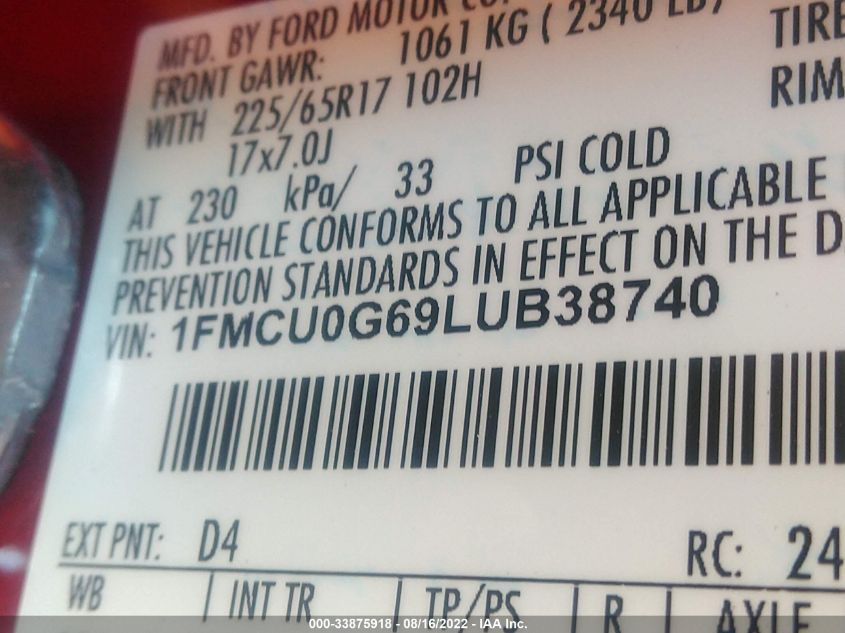 MFD. BY FORD MOTOR CO
FRONT GAWR: 1061 KG ( 2340 LB) TIRE
WITH 225/65R17 102H RIM
17x7.0J
AT 230 kPa/ 33 PSI COLD
THIS VEHICLE CONFORMS TO ALL APPLICABLE
PREVENTION STANDARDS IN EFFECT ON THE D
VIN: 1FMCU0G69LUB38740
EXT PNT: D4 RC: 24
WB INT TR TP/PS R AXLE
000-33875918 - 08/16/2022 - IAA Inc.